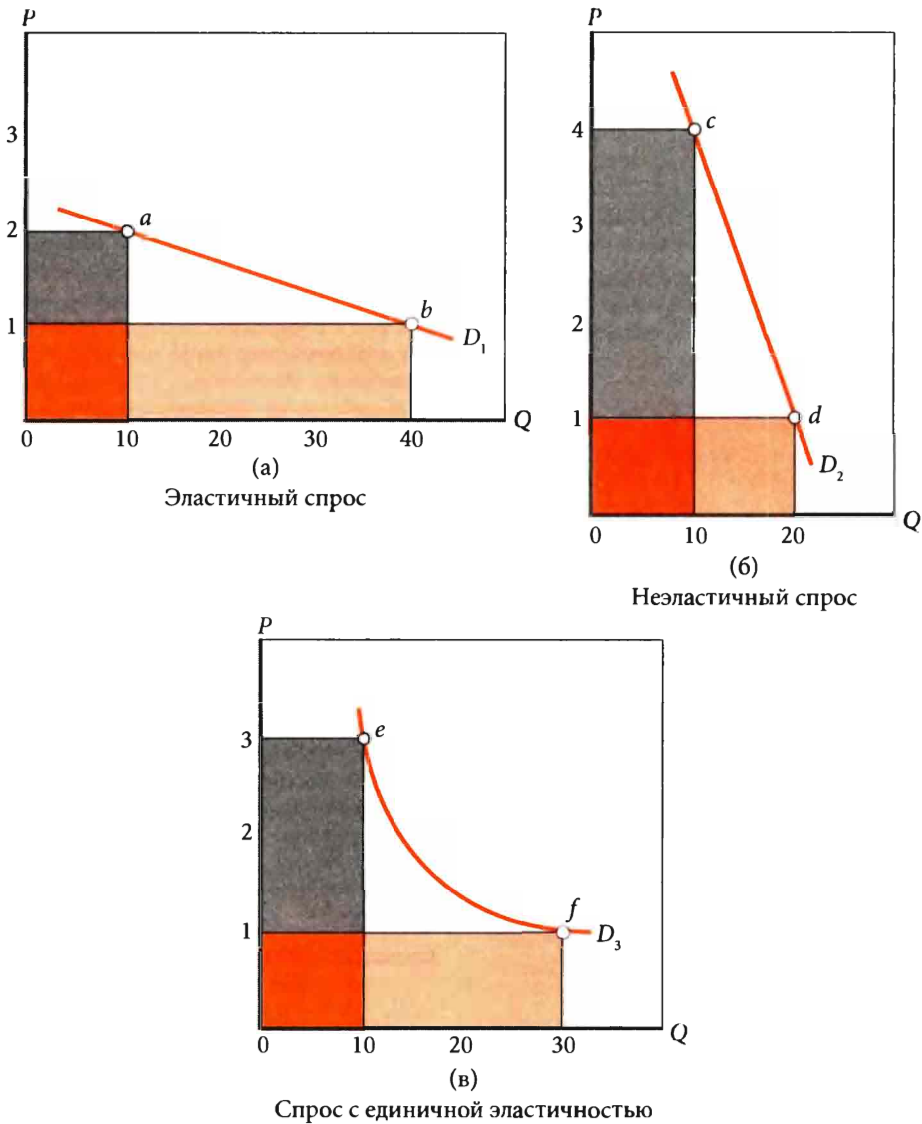 P
3
2
1
a
b
D₁
0 10 20 30 40 Q
(а)
Эластичный спрос
P
4
3
2
1
c
d
D₂
0 10 20 Q
(б)
Неэластичный спрос
P
3
2
1
e
f
D₃
0 10 20 30 Q
(в)
Спрос с единичной эластичностью